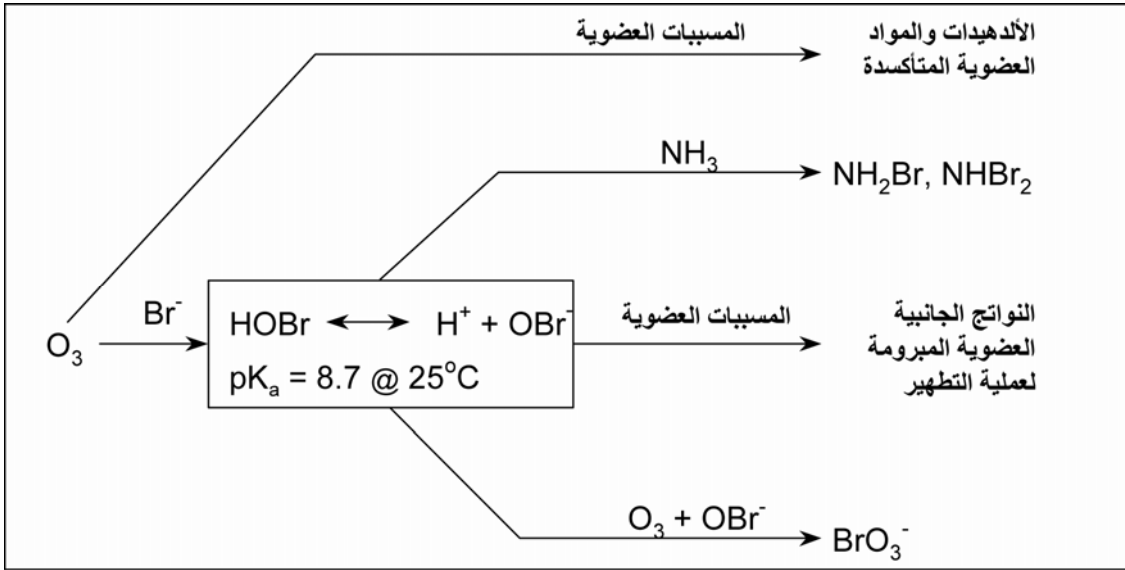 المسببات العضوية
الألدهيدات والمواد
العضوية المتأكسدة
NH₃
NH₂Br, NHBr₂
O₃
Br⁻
HOBr ↔ H⁺ + OBr⁻
pKₐ = 8.7 @ 25°C
المسببات العضوية
النواتج الجانبية
العضوية المبرومة
لعملية التطهير
O₃ + OBr⁻
BrO₃⁻